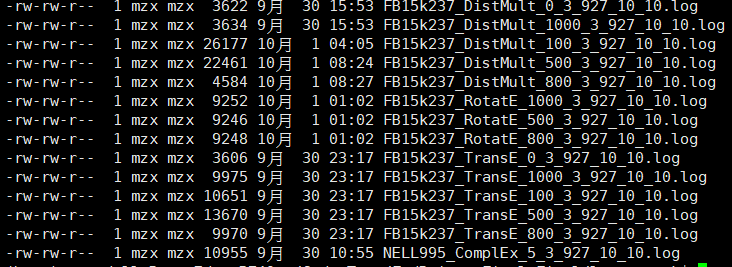 -rw-rw-r-- 1 mzx mzx 3622 9月 30 15:53 FB15k237_DistMult_0_3_927_10_10.log
-rw-rw-r-- 1 mzx mzx 3634 9月 30 15:53 FB15k237_DistMult_1000_3_927_10_10.log
-rw-rw-r-- 1 mzx mzx 26177 10月 1 04:05 FB15k237_DistMult_100_3_927_10_10.log
-rw-rw-r-- 1 mzx mzx 22461 10月 1 08:24 FB15k237_DistMult_500_3_927_10_10.log
-rw-rw-r-- 1 mzx mzx 4584 10月 1 08:27 FB15k237_DistMult_800_3_927_10_10.log
-rw-rw-r-- 1 mzx mzx 9252 10月 1 01:02 FB15k237_RotatE_1000_3_927_10_10.log
-rw-rw-r-- 1 mzx mzx 9246 10月 1 01:02 FB15k237_RotatE_500_3_927_10_10.log
-rw-rw-r-- 1 mzx mzx 9248 10月 1 01:02 FB15k237_RotatE_800_3_927_10_10.log
-rw-rw-r-- 1 mzx mzx 3606 9月 30 23:17 FB15k237_TransE_0_3_927_10_10.log
-rw-rw-r-- 1 mzx mzx 9975 9月 30 23:17 FB15k237_TransE_1000_3_927_10_10.log
-rw-rw-r-- 1 mzx mzx 10651 9月 30 23:17 FB15k237_TransE_100_3_927_10_10.log
-rw-rw-r-- 1 mzx mzx 13670 9月 30 23:17 FB15k237_TransE_500_3_927_10_10.log
-rw-rw-r-- 1 mzx mzx 9970 9月 30 23:17 FB15k237_TransE_800_3_927_10_10.log
-rw-rw-r-- 1 mzx mzx 10955 9月 30 10:55 NELL995_ComplEx_5_3_927_10_10.log